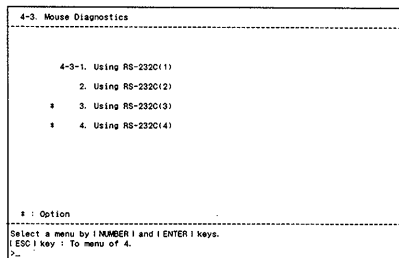 4-3. Mouse Diagnostics
4-3-1. Using RS-232C(1)
2. Using RS-232C(2)
* 3. Using RS-232C(3)
* 4. Using RS-232C(4)
* : Option
Select a menu by | NUMBER | and | ENTER | keys.
| ESC | key : To menu of 4.
>_